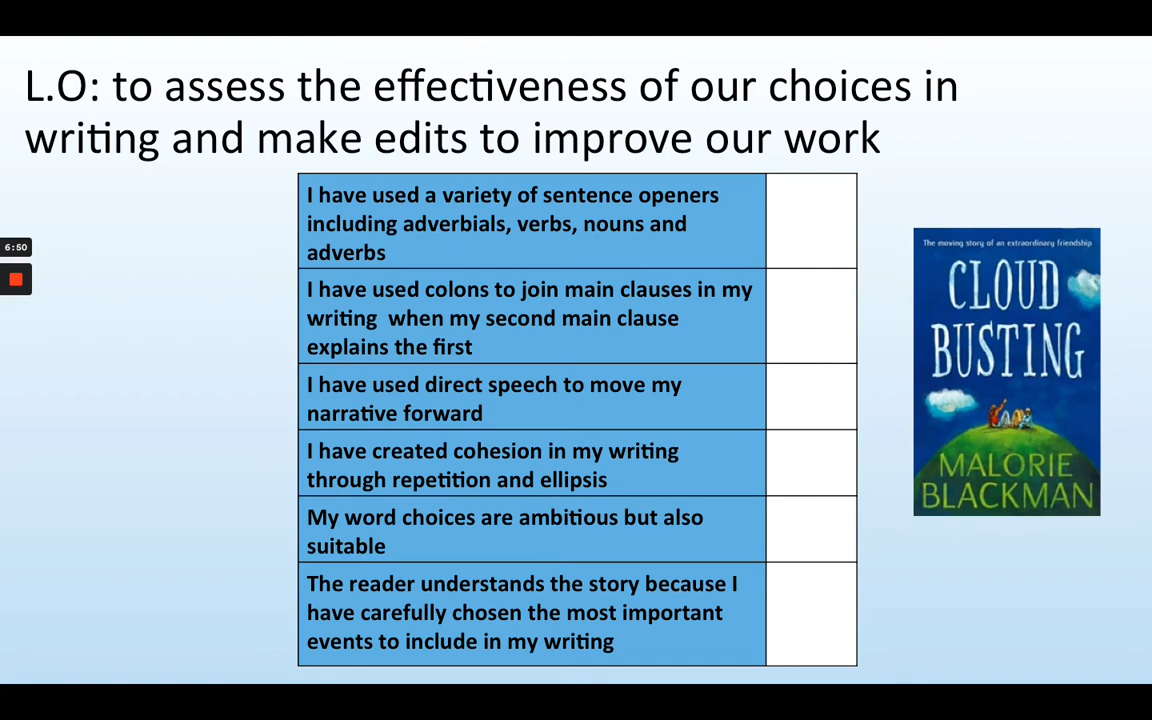 L.O: to assess the effectiveness of our choices in
writing and make edits to improve our work
I have used a variety of sentence openers
including adverbials, verbs, nouns and
adverbs
I have used colons to join main clauses in my
writing  when my second main clause
explains the first
I have used direct speech to move my
narrative forward
I have created cohesion in my writing
through repetition and ellipsis
My word choices are ambitious but also
suitable
The reader understands the story because I
have carefully chosen the most important
events to include in my writing
6:50
The moving story of an extraordinary friendship
CLOUD
BUSTING
MALORIE
BLACKMAN